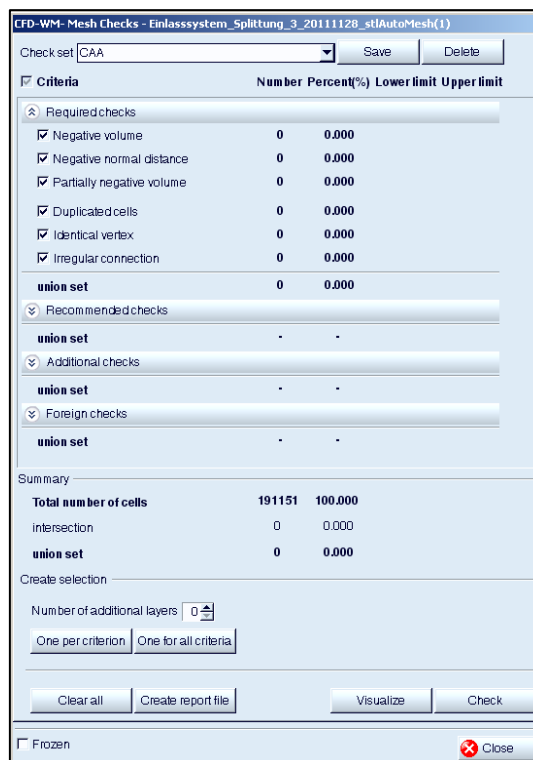 CFD-WM- Mesh Checks - Einlasssystem_Splittung_3_20111128_stlAutoMesh(1)
Check set CAA Save Delete
Criteria Number Percent(%) Lower limit Upper limit
Required checks
Negative volume 0 0.000
Negative normal distance 0 0.000
Partially negative volume 0 0.000
Duplicated cells 0 0.000
Identical vertex 0 0.000
Irregular connection 0 0.000
union set 0 0.000
Recommended checks
union set - -
Additional checks
union set - -
Foreign checks
union set - -
Summary
Total number of cells 191151 100.000
intersection 0 0.000
union set 0 0.000
Create selection
Number of additional layers 0
One per criterion One for all criteria
Clear all Create report file Visualize Check
Frozen Close